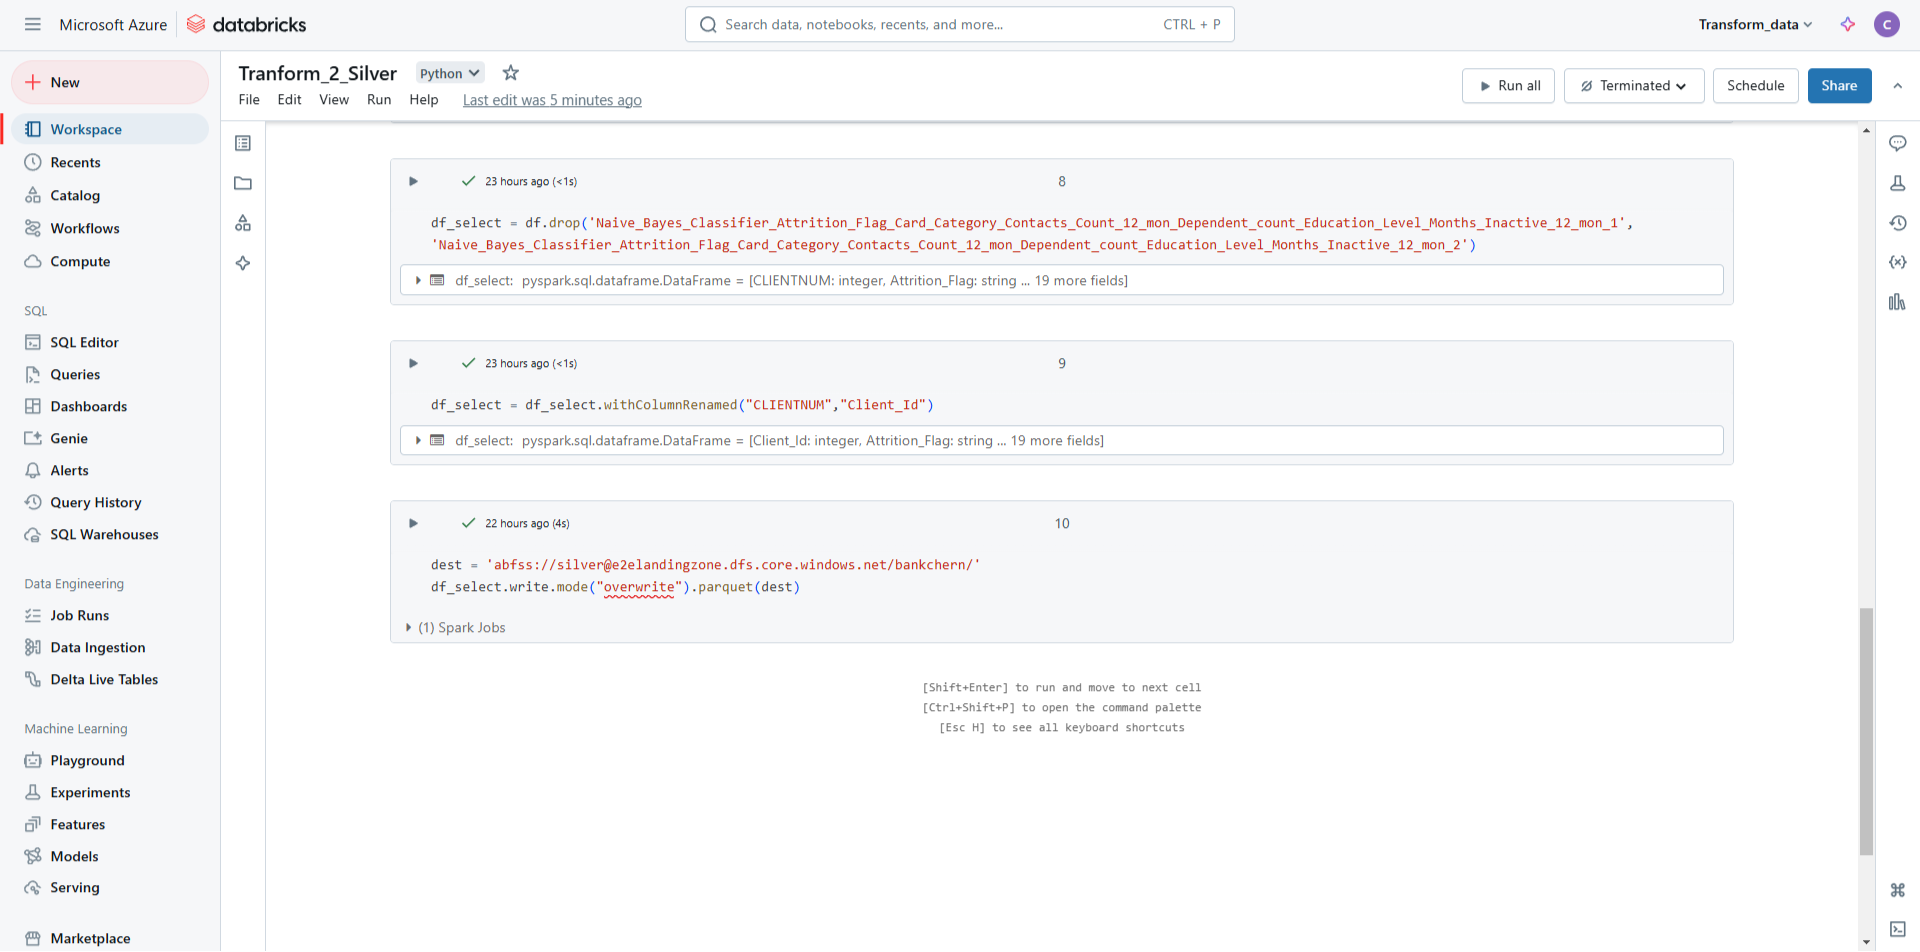 Microsoft Azure databricks
Search data, notebooks, recents, and more... CTRL + P
Transform_data
C
New
Workspace
Recents
Catalog
Workflows
Compute
SQL
SQL Editor
Queries
Dashboards
Genie
Alerts
Query History
SQL Warehouses
Data Engineering
Job Runs
Data Ingestion
Delta Live Tables
Machine Learning
Playground
Experiments
Features
Models
Serving
Marketplace
Tranform_2_Silver Python
File Edit View Run Help Last edit was 5 minutes ago
Run all Terminated Schedule Share
23 hours ago (<1s) 8
df_select = df.drop('Naive_Bayes_Classifier_Attrition_Flag_Card_Category_Contacts_Count_12_mon_Dependent_count_Education_Level_Months_Inactive_12_mon_1',
'Naive_Bayes_Classifier_Attrition_Flag_Card_Category_Contacts_Count_12_mon_Dependent_count_Education_Level_Months_Inactive_12_mon_2')
df_select: pyspark.sql.dataframe.DataFrame = [CLIENTNUM: integer, Attrition_Flag: string ... 19 more fields]
23 hours ago (<1s) 9
df_select = df_select.withColumnRenamed("CLIENTNUM","Client_Id")
df_select: pyspark.sql.dataframe.DataFrame = [Client_Id: integer, Attrition_Flag: string ... 19 more fields]
22 hours ago (4s) 10
dest = 'abfss://silver@e2elandingzone.dfs.core.windows.net/bankchern/'
df_select.write.mode("overwrite").parquet(dest)
(1) Spark Jobs
[Shift+Enter] to run and move to next cell
[Ctrl+Shift+P] to open the command palette
[Esc H] to see all keyboard shortcuts